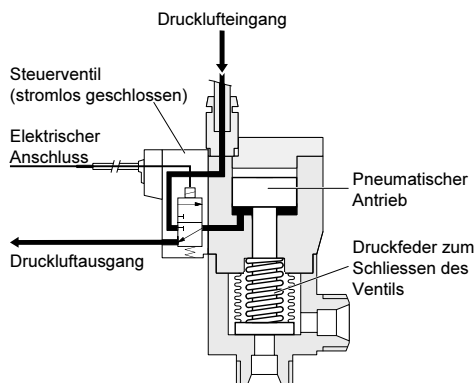 Drucklufteingang
Steuerventil
(stromlos geschlossen)
Elektrischer
Anschluss
Pneumatischer
Antrieb
Druckluftausgang
Druckfeder zum
Schliessen des
Ventils